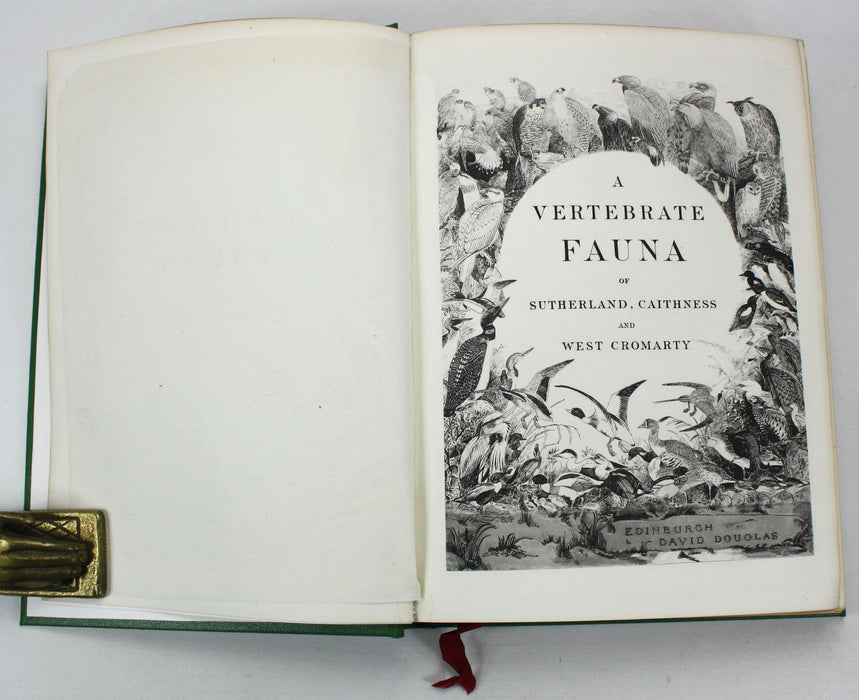 A
VERTEBRATE
FAUNA
OF
SUTHERLAND, CAITHNESS
AND
WEST CROMARTY
EDINBURGH
DAVID DOUGLAS